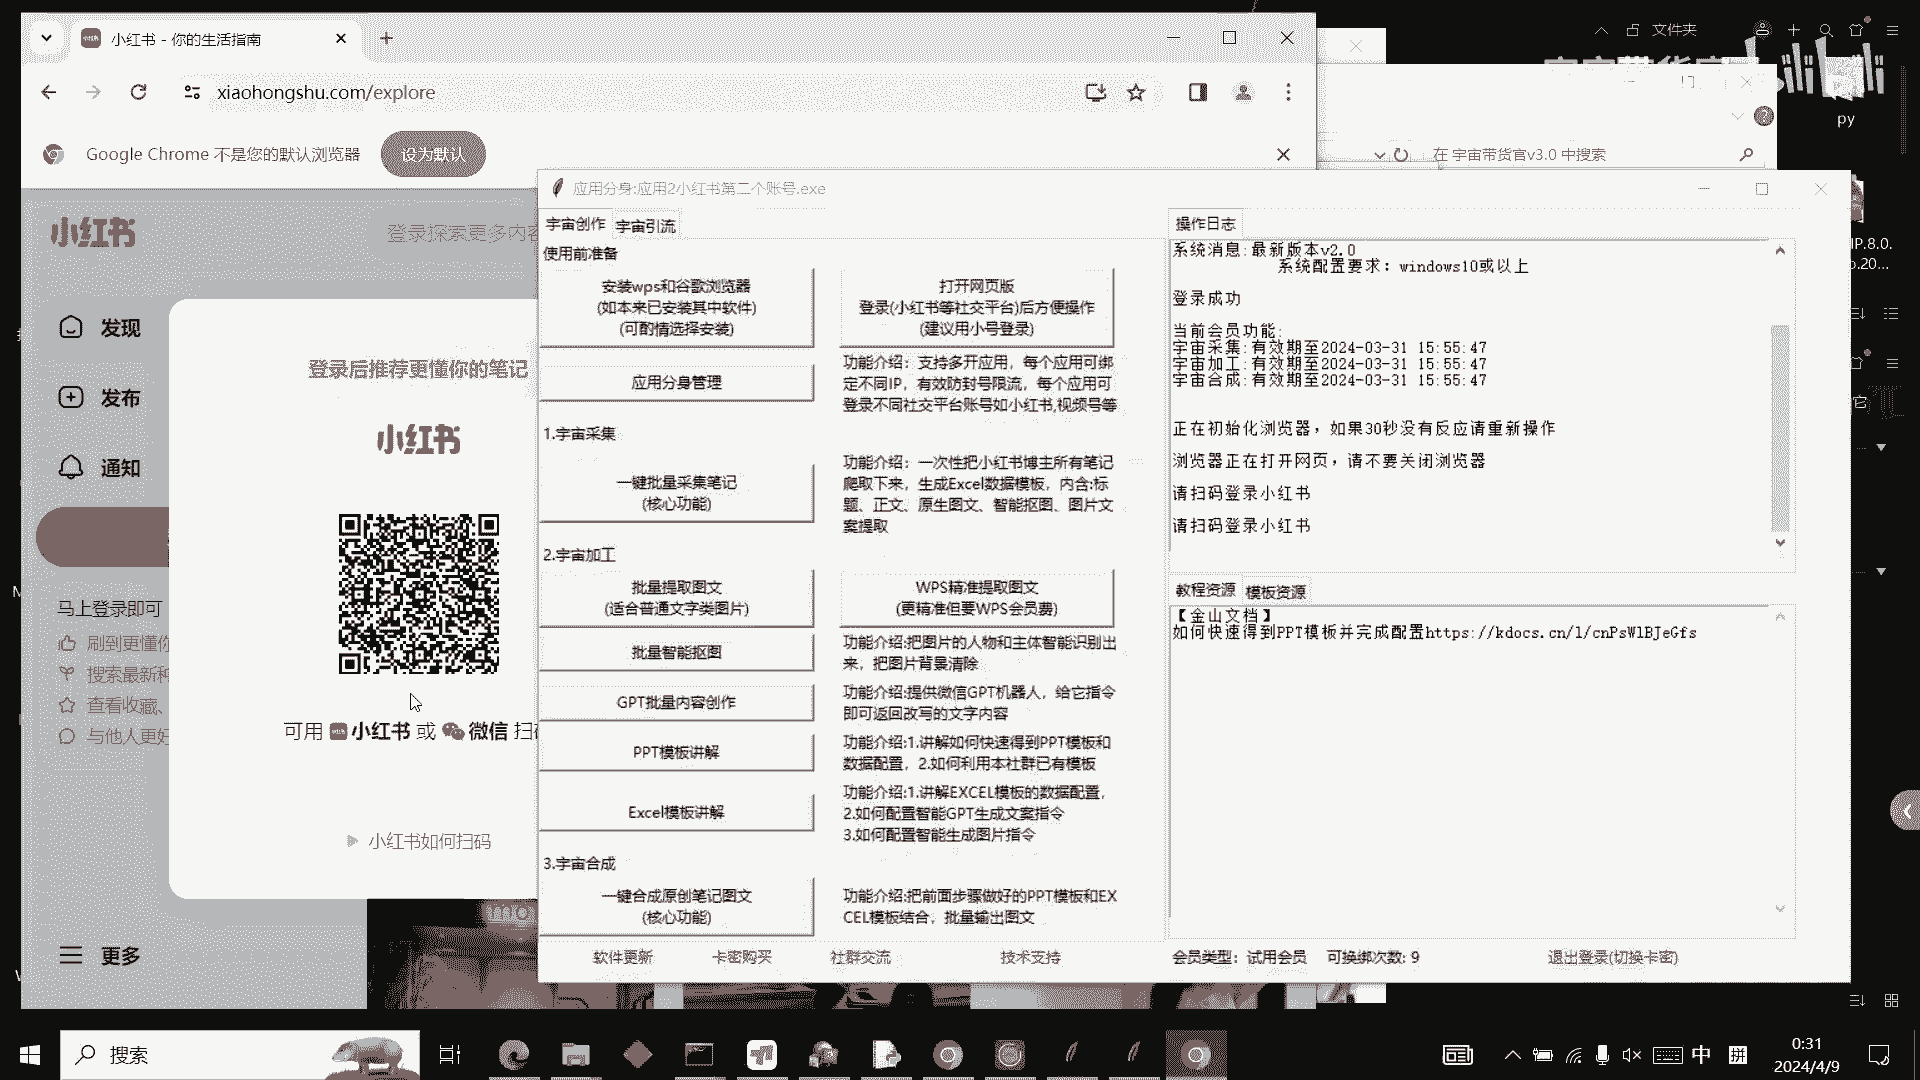 小红书 - 你的生活指南
文件夹
xiaohongshu.com/explore
py
Google Chrome 不是您的默认浏览器
设为默认
在 宇宙带货官v3.0 中搜索
应用分身:应用2小红书第二个账号.exe
小红书
登录探索更多内容
发现
发布
通知
马上登录即可
刷到更懂你
搜索最新种
查看收藏、
与他人更好
更多
登录后推荐更懂你的笔记
小红书
可用 小红书 或 微信 扫码
小红书如何扫码
宇宙创作 宇宙引流
使用前准备
安装wps和谷歌浏览器
(如本来已安装其中软件)
(可酌情选择安装)
打开网页版
登录(小红书等社交平台)后方便操作
(建议用小号登录)
应用分身管理
功能介绍：支持多开应用，每个应用可绑
定不同IP，有效防封号限流，每个应用可
登录不同社交平台账号如小红书,视频号等
1.宇宙采集
一键批量采集笔记
(核心功能)
功能介绍：一次性把小红书博主所有笔记
爬取下来，生成Excel数据模板，内含:标
题、正文、原生图文、智能抠图、图片文
案提取
2.宇宙加工
批量提取图文
(适合普通文字类图片)
WPS精准提取图文
(更精准但要WPS会员费)
批量智能抠图
功能介绍:把图片的人物和主体智能识别出
来，把图片背景清除
GPT批量内容创作
功能介绍:提供微信GPT机器人，给它指令
即可返回改写的文字内容
PPT模板讲解
功能介绍:1.讲解如何快速得到PPT模板和
数据配置，2.如何利用本社群已有模板
Excel模板讲解
功能介绍:1.讲解EXCEL模板的数据配置，
2.如何配置智能GPT生成文案指令
3.如何配置智能生成图片指令
3.宇宙合成
一键合成原创笔记图文
(核心功能)
功能介绍:把前面步骤做好的PPT模板和EX
CEL模板结合，批量输出图文
软件更新 卡密购买 社群交流 技术支持
操作日志
系统消息:最新版本v2.0
系统配置要求：windows10或以上
登录成功
当前会员功能:
宇宙采集:有效期至2024-03-31 15:55:47
宇宙加工:有效期至2024-03-31 15:55:47
宇宙合成:有效期至2024-03-31 15:55:47
正在初始化浏览器，如果30秒没有反应请重新操作
浏览器正在打开网页，请不要关闭浏览器
请扫码登录小红书
请扫码登录小红书
教程资源 模板资源
【金山文档】
如何快速得到PPT模板并完成配置https://kdocs.cn/l/cnPsWlBJeGfs
会员类型：试用会员 可换绑次数: 9 退出登录(切换卡密)
IP.8.0.
o.20...
搜索
中
拼
0:31
2024/4/9